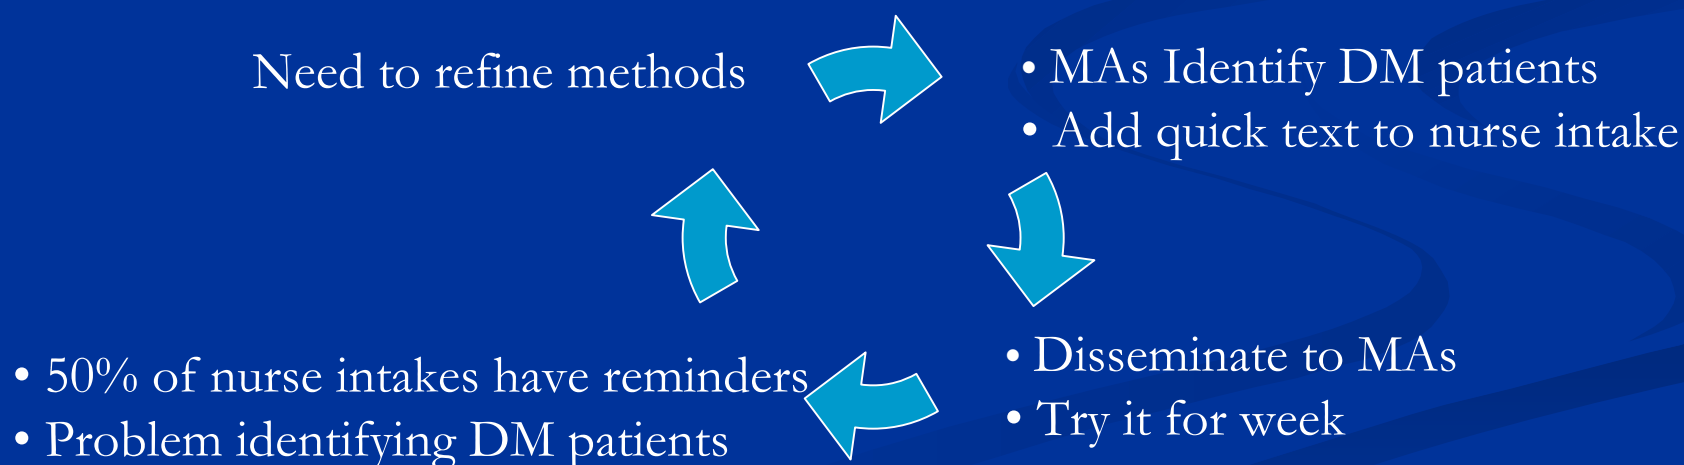 Need to refine methods
• MAs Identify DM patients
• Add quick text to nurse intake
• Disseminate to MAs
• Try it for week
• 50% of nurse intakes have reminders
• Problem identifying DM patients